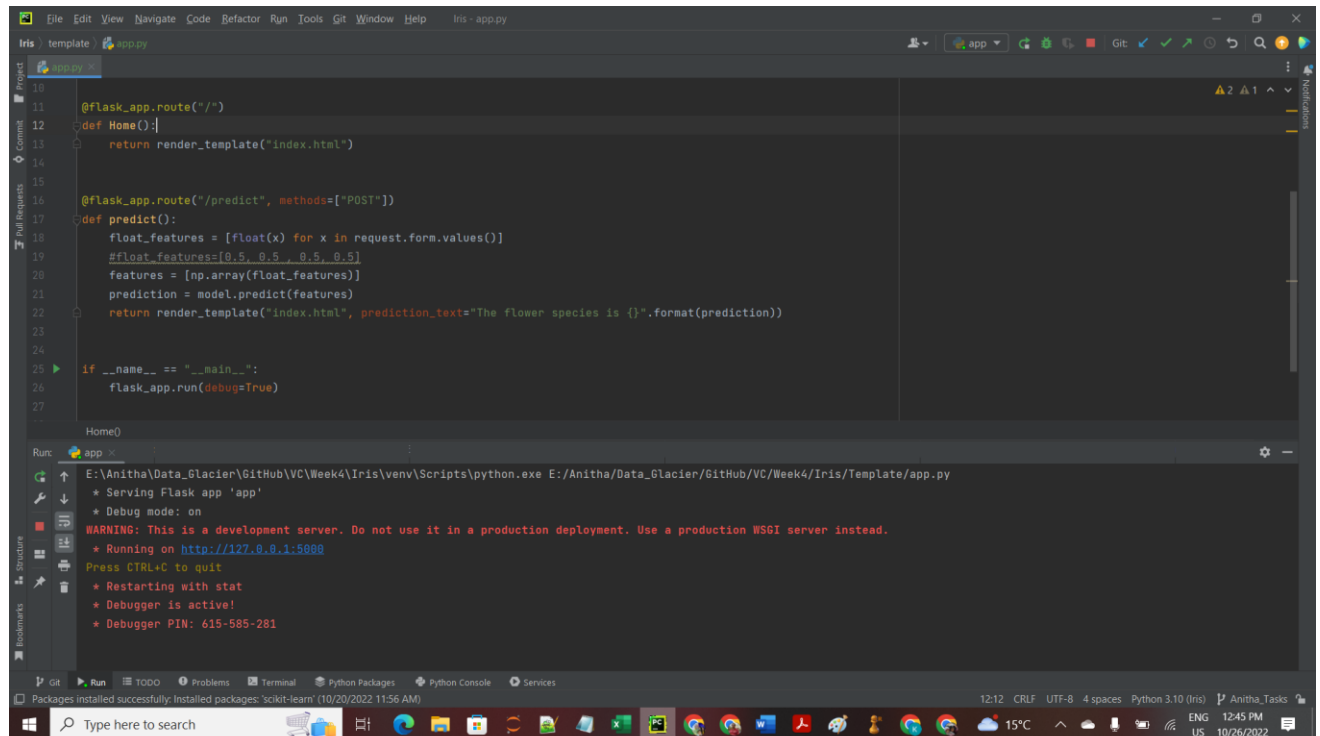 File Edit View Navigate Code Refactor Run Tools Git Window Help Iris - app.py
Iris template app.py app Git:
Project
app.py
10
11 @flask_app.route("/")
12 def Home():
13 return render_template("index.html")
14
15
16 @flask_app.route("/predict", methods=["POST"])
17 def predict():
18 float_features = [float(x) for x in request.form.values()]
19 #float_features=[0.5, 0.5 , 0.5, 0.5]
20 features = [np.array(float_features)]
21 prediction = model.predict(features)
22 return render_template("index.html", prediction_text="The flower species is {}".format(prediction))
23
24
25 if __name__ == "__main__":
26 flask_app.run(debug=True)
27
2 1
Notifications
Commit
Pull Requests
Home()
Run: app
E:\Anitha\Data_Glacier\GitHub\VC\Week4\Iris\venv\Scripts\python.exe E:/Anitha/Data_Glacier/GitHub/VC/Week4/Iris/Template/app.py
* Serving Flask app 'app'
* Debug mode: on
WARNING: This is a development server. Do not use it in a production deployment. Use a production WSGI server instead.
* Running on http://127.0.0.1:5000
Press CTRL+C to quit
* Restarting with stat
* Debugger is active!
* Debugger PIN: 615-585-281
Structure
Bookmarks
Git Run TODO Problems Terminal Python Packages Python Console Services
Packages installed successfully: Installed packages: 'scikit-learn' (10/20/2022 11:56 AM) 12:12 CRLF UTF-8 4 spaces Python 3.10 (Iris) Anitha_Tasks
Type here to search 15°C ENG 12:45 PM
US 10/26/2022